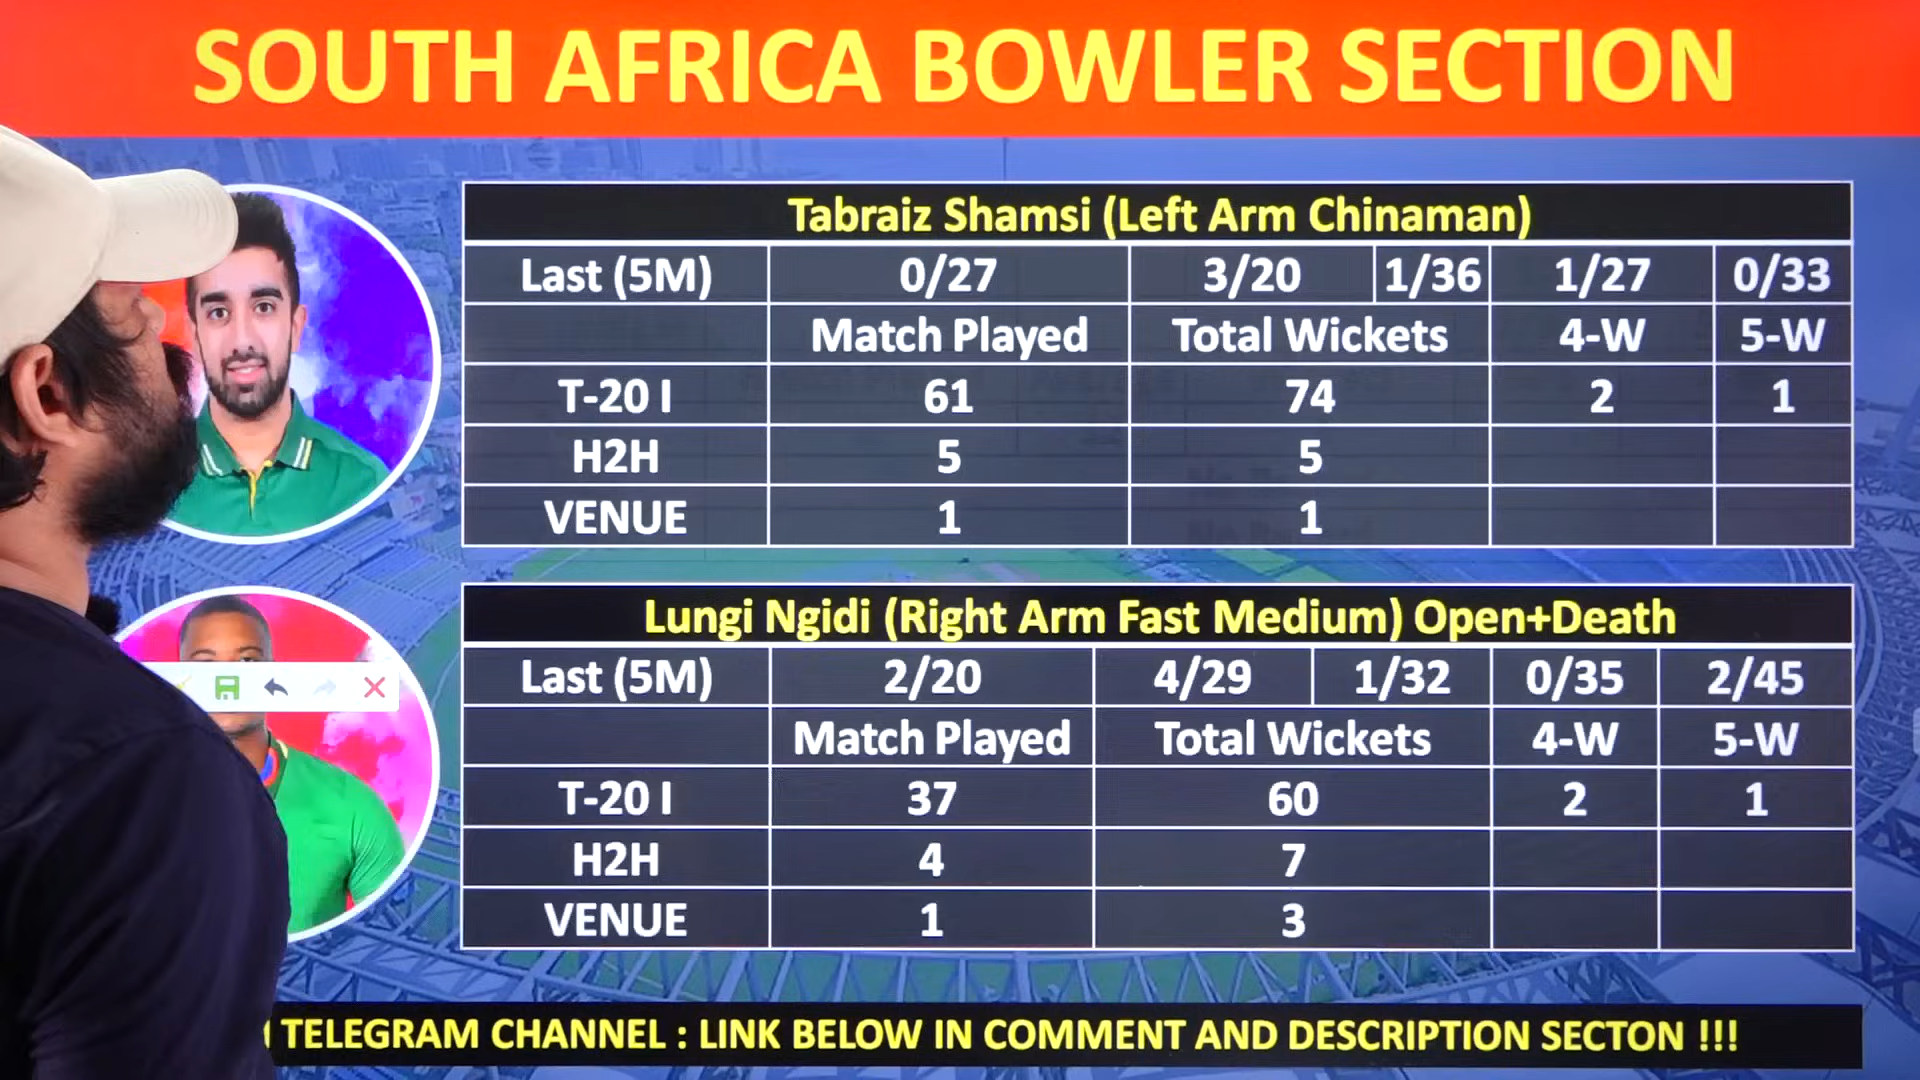 SOUTH AFRICA BOWLER SECTION
Tabraiz Shamsi (Left Arm Chinaman)
Last (5M) 0/27 3/20 1/36 1/27 0/33
Match Played Total Wickets 4-W 5-W
T-20 I 61 74 2 1
H2H 5 5
VENUE 1 1
Lungi Ngidi (Right Arm Fast Medium) Open+Death
Last (5M) 2/20 4/29 1/32 0/35 2/45
Match Played Total Wickets 4-W 5-W
T-20 I 37 60 2 1
H2H 4 7
VENUE 1 3
TELEGRAM CHANNEL : LINK BELOW IN COMMENT AND DESCRIPTION SECTON !!!